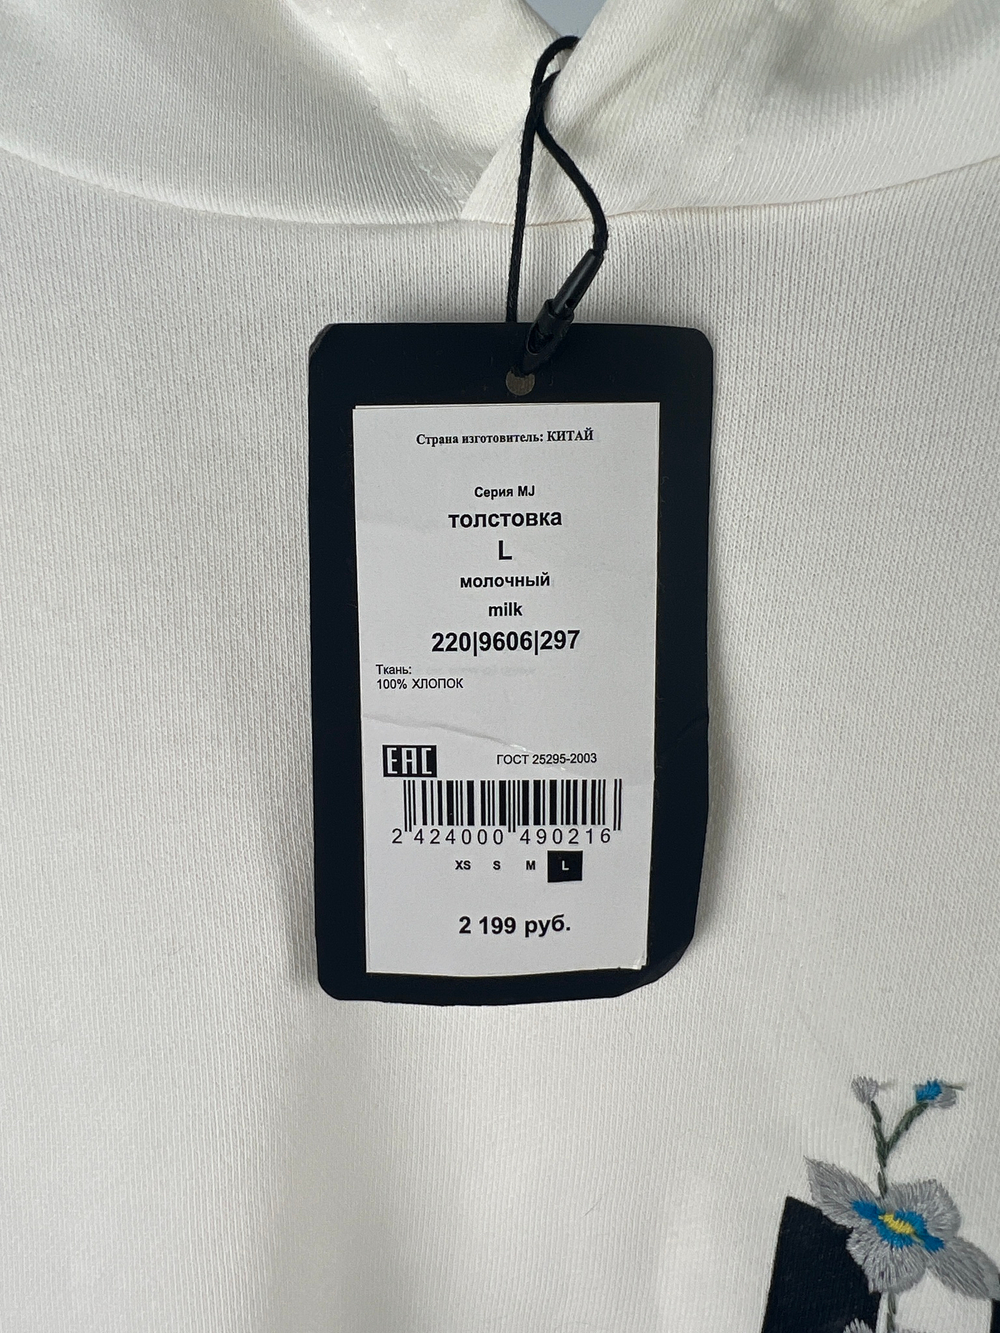 Страна изготовитель: КИТАЙ
Серия MJ
толстовка
L
молочный
milk
220|9606|297
Ткань:
100% ХЛОПОК
EAC
ГОСТ 25295-2003
2 424000 490216
XS S M L
2 199 руб.